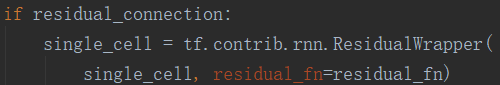 if residual_connection:
    single_cell = tf.contrib.rnn.ResidualWrapper(
        single_cell, residual_fn=residual_fn)